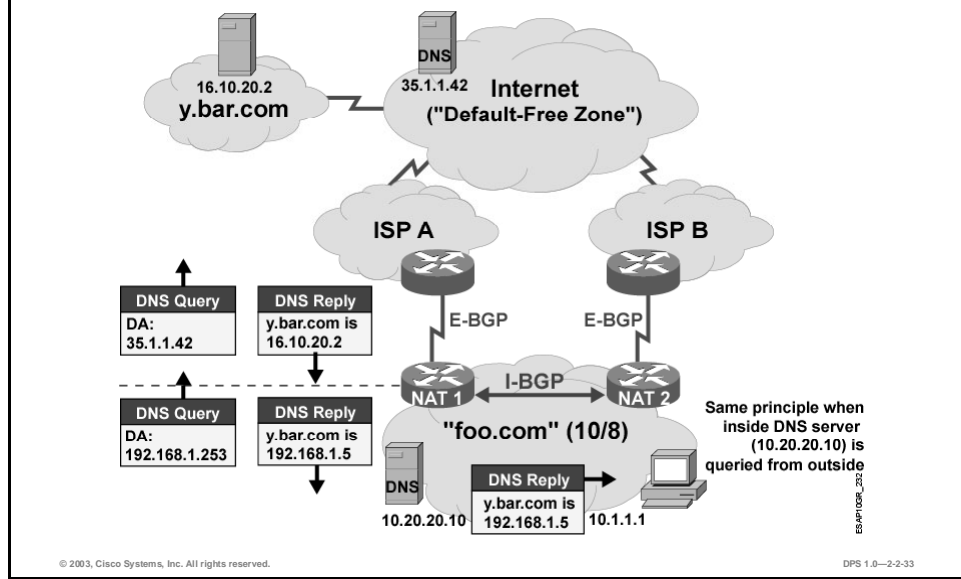 DNS
16.10.20.2
y.bar.com
35.1.1.42
Internet
("Default-Free Zone")
ISP A
ISP B
DNS Query
DA:
35.1.1.42
DNS Reply
y.bar.com is
16.10.20.2
E-BGP
E-BGP
NAT 1
I-BGP
NAT 2
DNS Query
DA:
192.168.1.253
DNS Reply
y.bar.com is
192.168.1.5
"foo.com" (10/8)
Same principle when
inside DNS server
(10.20.20.10) is
queried from outside
DNS
10.20.20.10
DNS Reply
y.bar.com is
192.168.1.5
10.1.1.1
ESAP10GR_232
© 2003, Cisco Systems, Inc. All rights reserved.
DPS 1.0—2-2-33